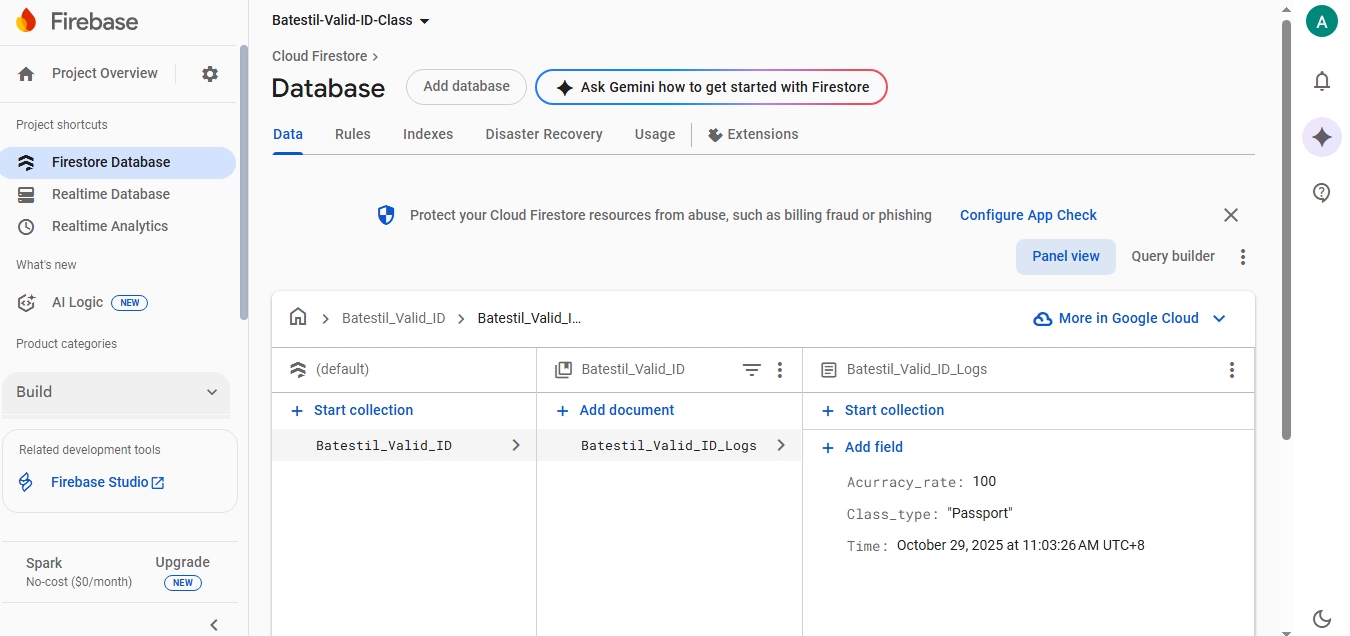 Firebase
Project Overview
Project shortcuts
Firestore Database
Realtime Database
Realtime Analytics
What's new
AI Logic NEW
Product categories
Build
Related development tools
Firebase Studio
Spark
No-cost ($0/month)
Upgrade
NEW
Batestil-Valid-ID-Class
Cloud Firestore
Database
Add database
Ask Gemini how to get started with Firestore
Data Rules Indexes Disaster Recovery Usage Extensions
Protect your Cloud Firestore resources from abuse, such as billing fraud or phishing Configure App Check
Panel view Query builder
Batestil_Valid_ID Batestil_Valid_I...
More in Google Cloud
(default)
Start collection
Batestil_Valid_ID
Batestil_Valid_ID
Add document
Batestil_Valid_ID_Logs
Batestil_Valid_ID_Logs
Start collection
Add field
Acurracy_rate: 100
Class_type: "Passport"
Time: October 29, 2025 at 11:03:26 AM UTC+8
A